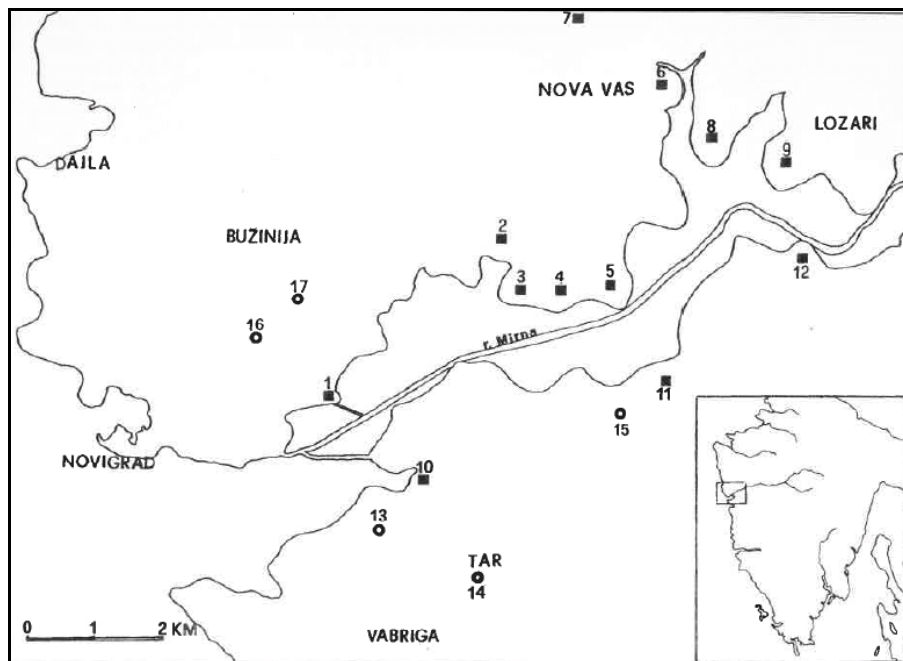 7
6
NOVA VAS
8
LOZARI
9
DAJLA
2
BUŽINIJA
12
3 4 5
17
16
r. Mirna
1
11
15
NOVIGRAD
10
13
TAR
14
0 1 2 KM
VABRIGA